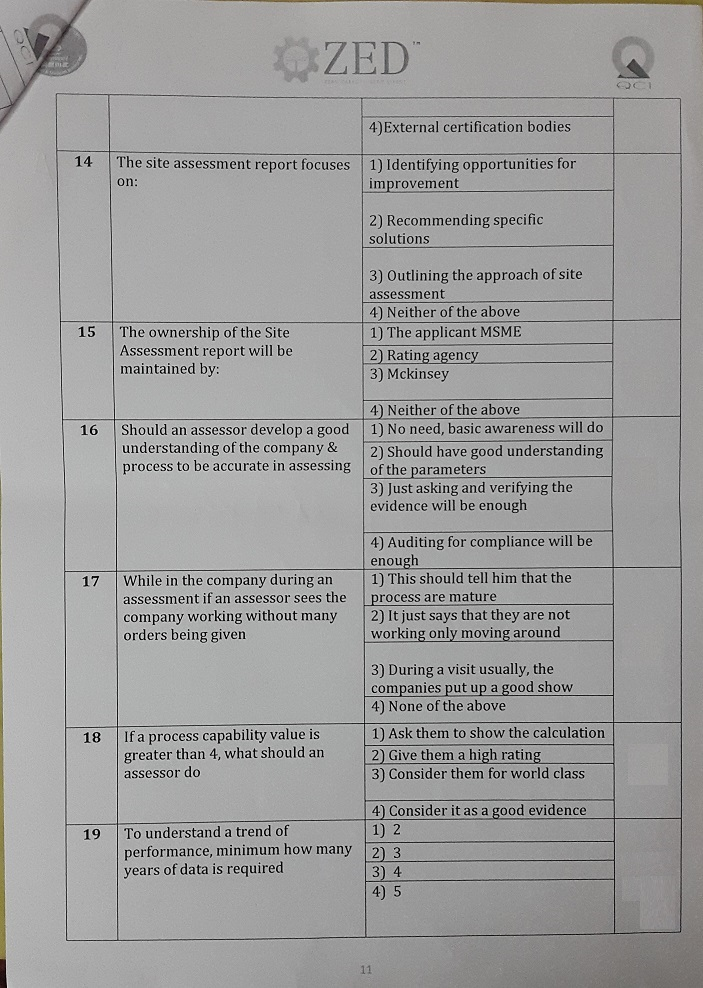 QCI
ZED™
QCI
4)External certification bodies
14
The site assessment report focuses
on:
1) Identifying opportunities for
improvement
2) Recommending specific
solutions
3) Outlining the approach of site
assessment
4) Neither of the above
15
The ownership of the Site
Assessment report will be
maintained by:
1) The applicant MSME
2) Rating agency
3) Mckinsey
4) Neither of the above
16
Should an assessor develop a good
understanding of the company &
process to be accurate in assessing
1) No need, basic awareness will do
2) Should have good understanding
of the parameters
3) Just asking and verifying the
evidence will be enough
4) Auditing for compliance will be
enough
17
While in the company during an
assessment if an assessor sees the
company working without many
orders being given
1) This should tell him that the
process are mature
2) It just says that they are not
working only moving around
3) During a visit usually, the
companies put up a good show
4) None of the above
18
If a process capability value is
greater than 4, what should an
assessor do
1) Ask them to show the calculation
2) Give them a high rating
3) Consider them for world class
4) Consider it as a good evidence
19
To understand a trend of
performance, minimum how many
years of data is required
1) 2
2) 3
3) 4
4) 5
11